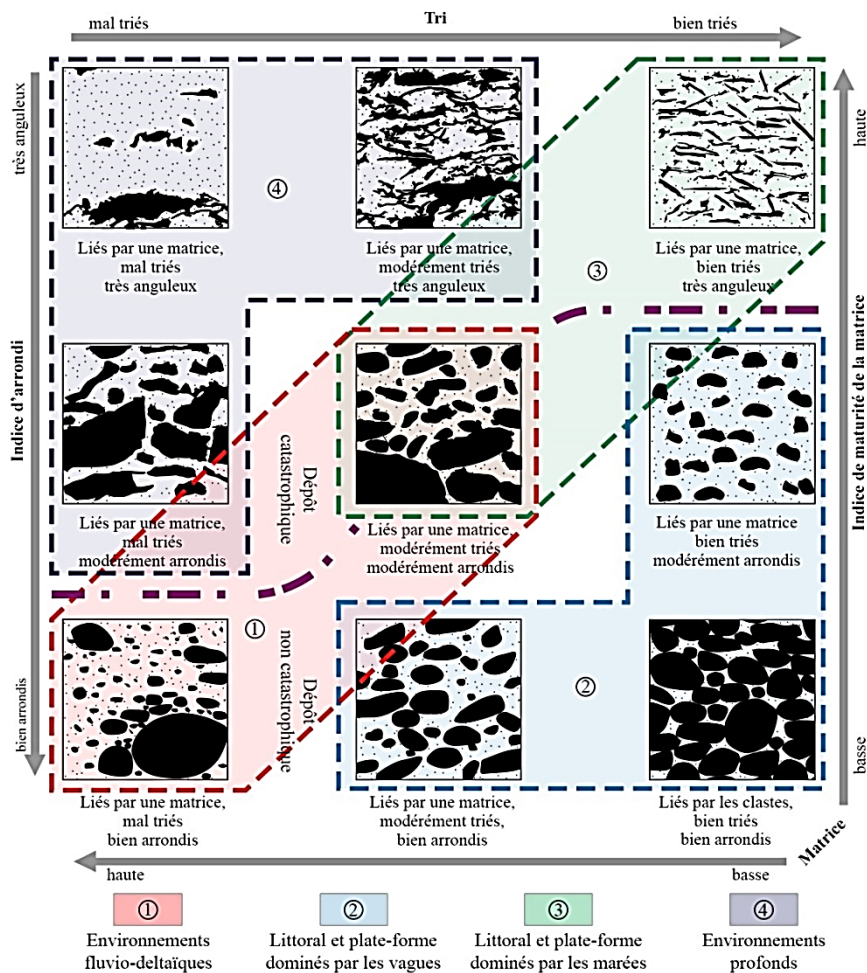 Tri
mal triés
bien triés
très anguleux
haute
④
③
Liés par une matrice,
mal triés
très anguleux
Liés par une matrice,
modérément triés
très anguleux
Liés par une matrice,
bien triés
très anguleux
Indice d'arrondi
Indice de maturité de la matrice
Dépôt
catastrophique
Liés par une matrice,
mal triés
modérément arrondis
Liés par une matrice,
modérément triés
modérément arrondis
Liés par une matrice
bien triés
modérément arrondis
①
Dépôt
non catastrophique
②
bien arrondis
basse
Liés par une matrice,
mal triés
bien arrondis
Liés par une matrice,
modérément triés,
bien arrondis
Liés par les clastes,
bien triés
bien arrondis
Matrice
haute
basse
①
Environnements
fluvio-deltaïques
②
Littoral et plate-forme
dominés par les vagues
③
Littoral et plate-forme
dominés par les marées
④
Environnements
profonds